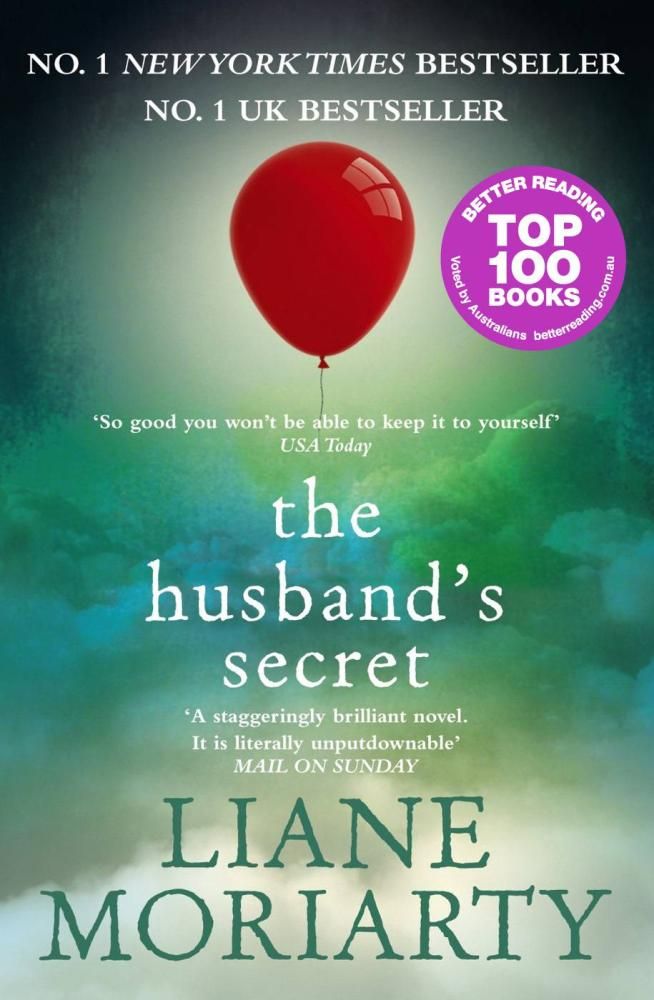 NO. 1 NEW YORK TIMES BESTSELLER
NO. 1 UK BESTSELLER
BETTER READ!NG
TOP
100
BOOKS
Voted by Australians betterreading.com.au
‘So good you won’t be able to keep it to yourself’
USA Today
the
husband’s
secret
‘A staggeringly brilliant novel.
It is literally unputdownable’
MAIL ON SUNDAY
LIANE
MORIARTY